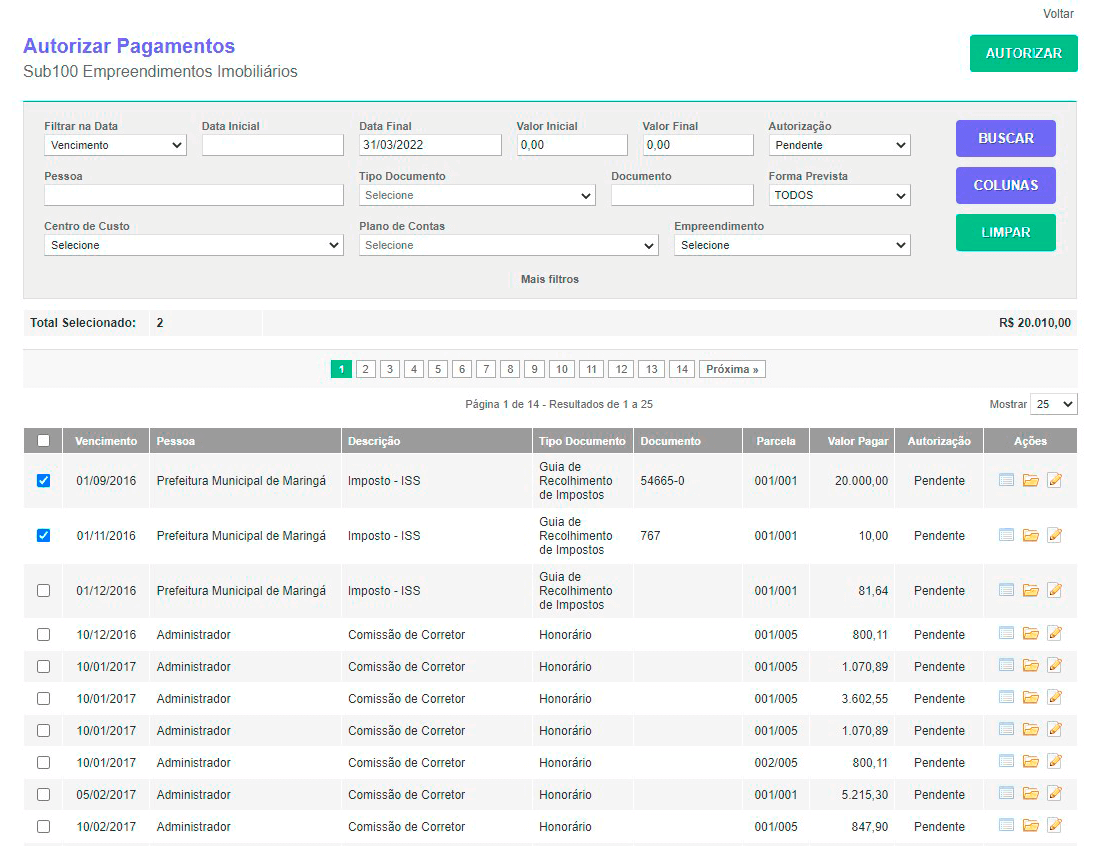 Voltar
Autorizar Pagamentos
Sub100 Empreendimentos Imobiliários
AUTORIZAR
Filtrar na Data Data Inicial Data Final Valor Inicial Valor Final Autorização
Vencimento 31/03/2022 0,00 0,00 Pendente
BUSCAR
Pessoa Tipo Documento Documento Forma Prevista
Selecione TODOS
COLUNAS
Centro de Custo Plano de Contas Empreendimento
Selecione Selecione Selecione
LIMPAR
Mais filtros
Total Selecionado: 2 R$ 20.010,00
1 2 3 4 5 6 7 8 9 10 11 12 13 14 Próxima »
Página 1 de 14 - Resultados de 1 a 25 Mostrar 25
Vencimento Pessoa Descrição Tipo Documento Documento Parcela Valor Pagar Autorização Ações
Guia de
01/09/2016 Prefeitura Municipal de Maringá Imposto - ISS Recolhimento 54665-0 001/001 20.000,00 Pendente
de Impostos
Guia de
01/11/2016 Prefeitura Municipal de Maringá Imposto - ISS Recolhimento 767 001/001 10,00 Pendente
de Impostos
Guia de
01/12/2016 Prefeitura Municipal de Maringá Imposto - ISS Recolhimento 001/001 81,64 Pendente
de Impostos
10/12/2016 Administrador Comissão de Corretor Honorário 001/005 800,11 Pendente
10/01/2017 Administrador Comissão de Corretor Honorário 001/005 1.070,89 Pendente
10/01/2017 Administrador Comissão de Corretor Honorário 001/005 3.602,55 Pendente
10/01/2017 Administrador Comissão de Corretor Honorário 001/005 1.070,89 Pendente
10/01/2017 Administrador Comissão de Corretor Honorário 002/005 800,11 Pendente
05/02/2017 Administrador Comissão de Corretor Honorário 001/001 5.215,30 Pendente
10/02/2017 Administrador Comissão de Corretor Honorário 001/005 847,90 Pendente